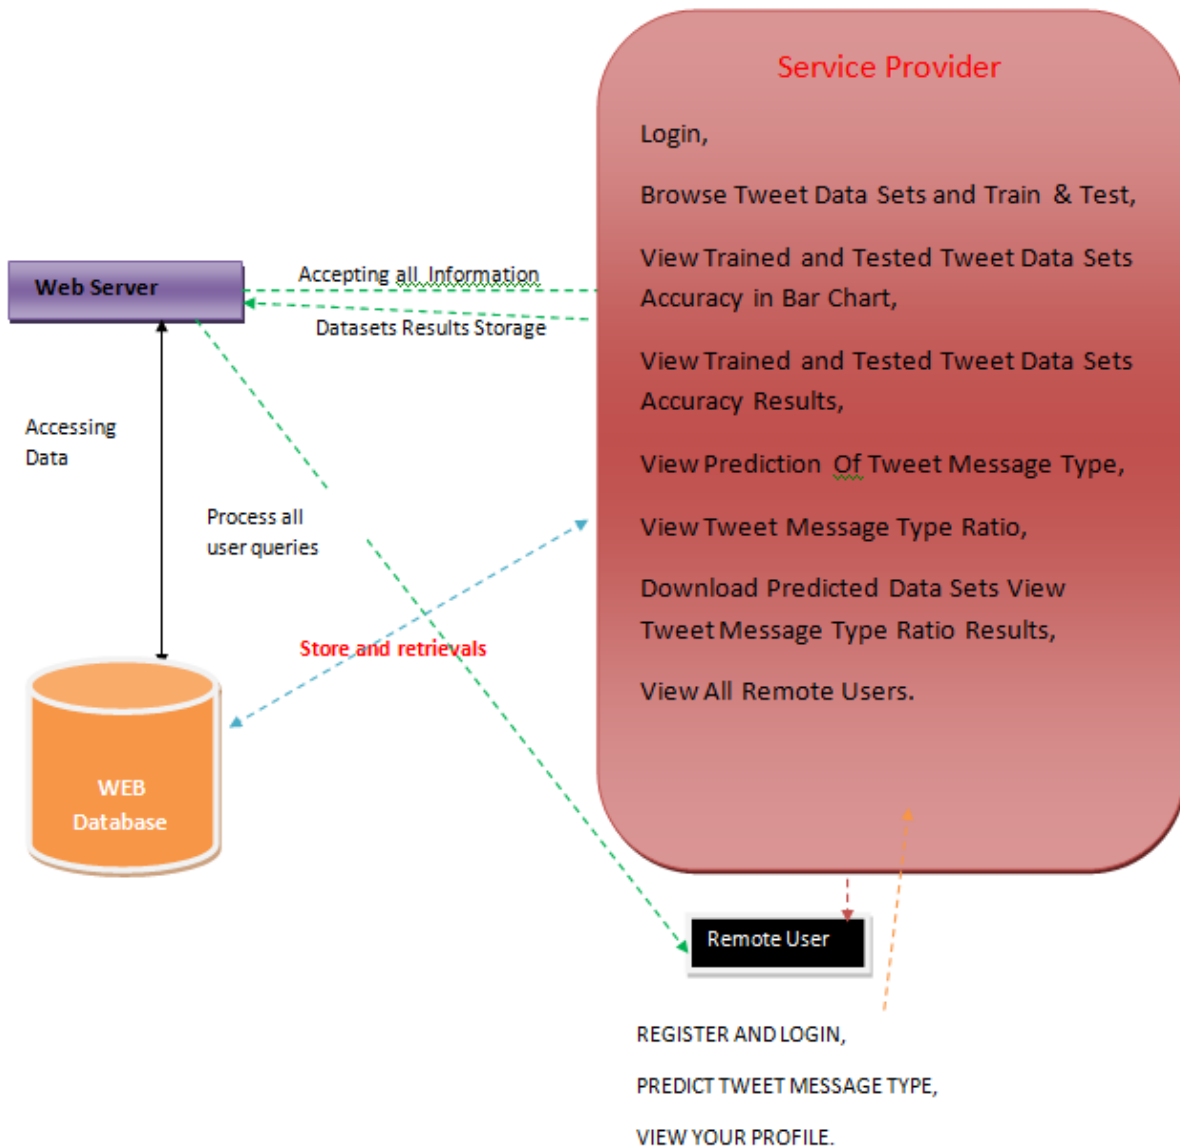 Service Provider
Login,
Browse Tweet Data Sets and Train & Test,
View Trained and Tested Tweet Data Sets
Accuracy in Bar Chart,
View Trained and Tested Tweet Data Sets
Accuracy Results,
View Prediction Of Tweet Message Type,
View Tweet Message Type Ratio,
Download Predicted Data Sets View
Tweet Message Type Ratio Results,
View All Remote Users.
Web Server
Accepting all Information
Datasets Results Storage
Accessing
Data
Process all
user queries
Store and retrievals
WEB
Database
Remote User
REGISTER AND LOGIN,
PREDICT TWEET MESSAGE TYPE,
VIEW YOUR PROFILE.